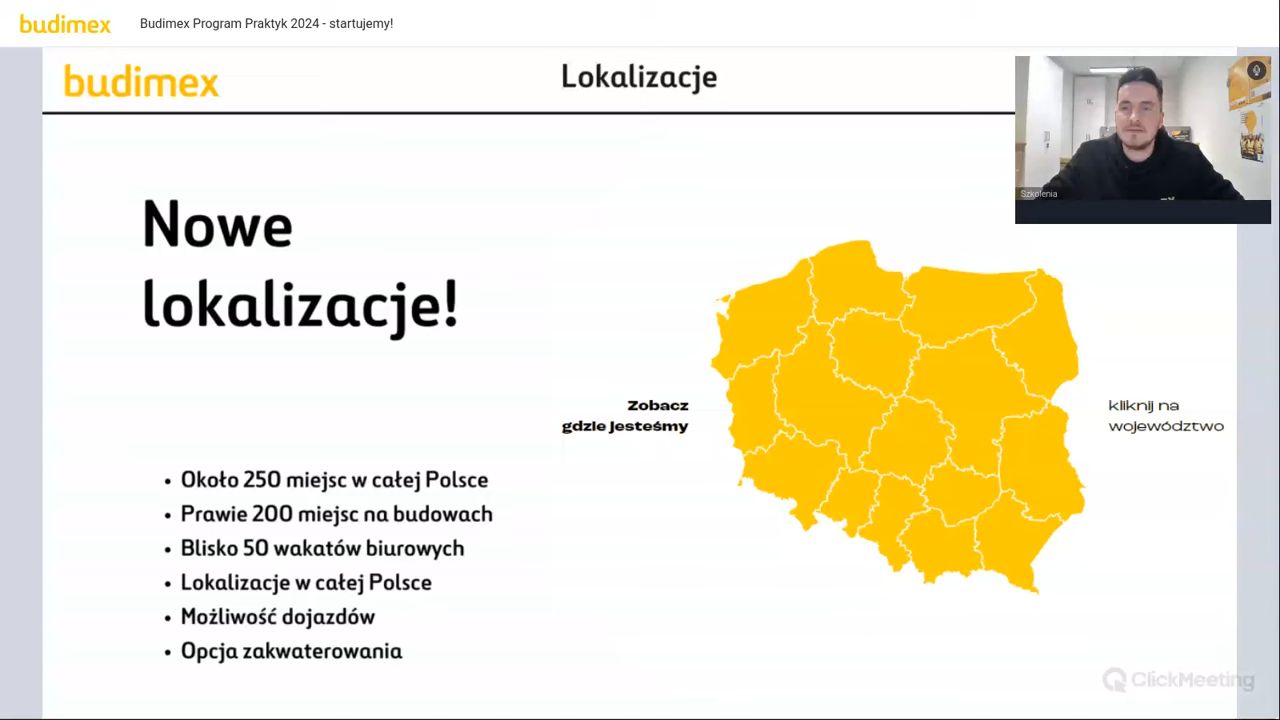 budimex
Budimex Program Praktyk 2024 - startujemy!
budimex
Lokalizacje
Szkolenia
Nowe
lokalizacje!
Zobacz
gdzie jesteśmy
kliknij na
województwo
• Około 250 miejsc w całej Polsce
• Prawie 200 miejsc na budowach
• Blisko 50 wakatów biurowych
• Lokalizacje w całej Polsce
• Możliwość dojazdów
• Opcja zakwaterowania
ClickMeeting